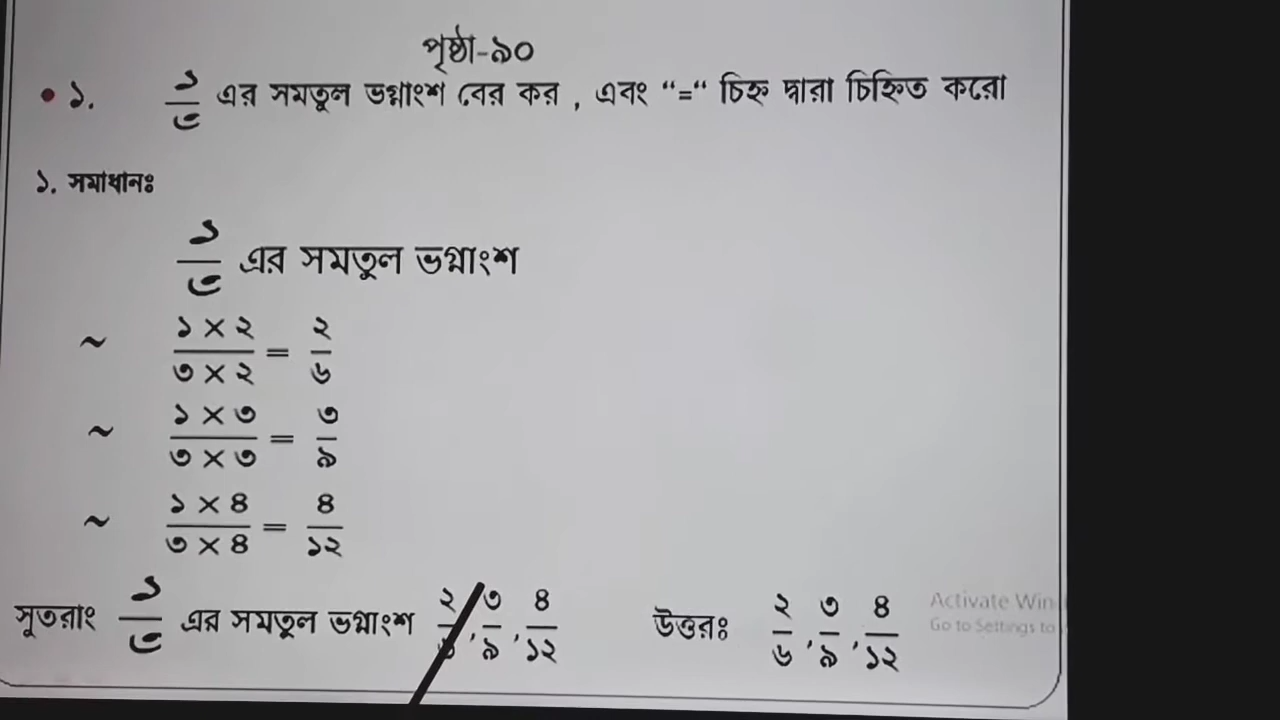 পৃষ্ঠা-৯০
• ১. ১/৩ এর সমতুল ভগ্নাংশ বের কর , এবং “=“ চিহ্ন দ্বারা চিহ্নিত করো
১. সমাধানঃ
১/৩ এর সমতুল ভগ্নাংশ
~ ১ × ২/৩ × ২ = ২/৬
~ ১ × ৩/৩ × ৩ = ৩/৯
~ ১ × ৪/৩ × ৪ = ৪/১২
সুতরাং ১/৩ এর সমতুল ভগ্নাংশ ২/৬ , ৩/৯ , ৪/১২ উত্তরঃ ২/৬ , ৩/৯ , ৪/১২
Activate Win
Go to Settings to